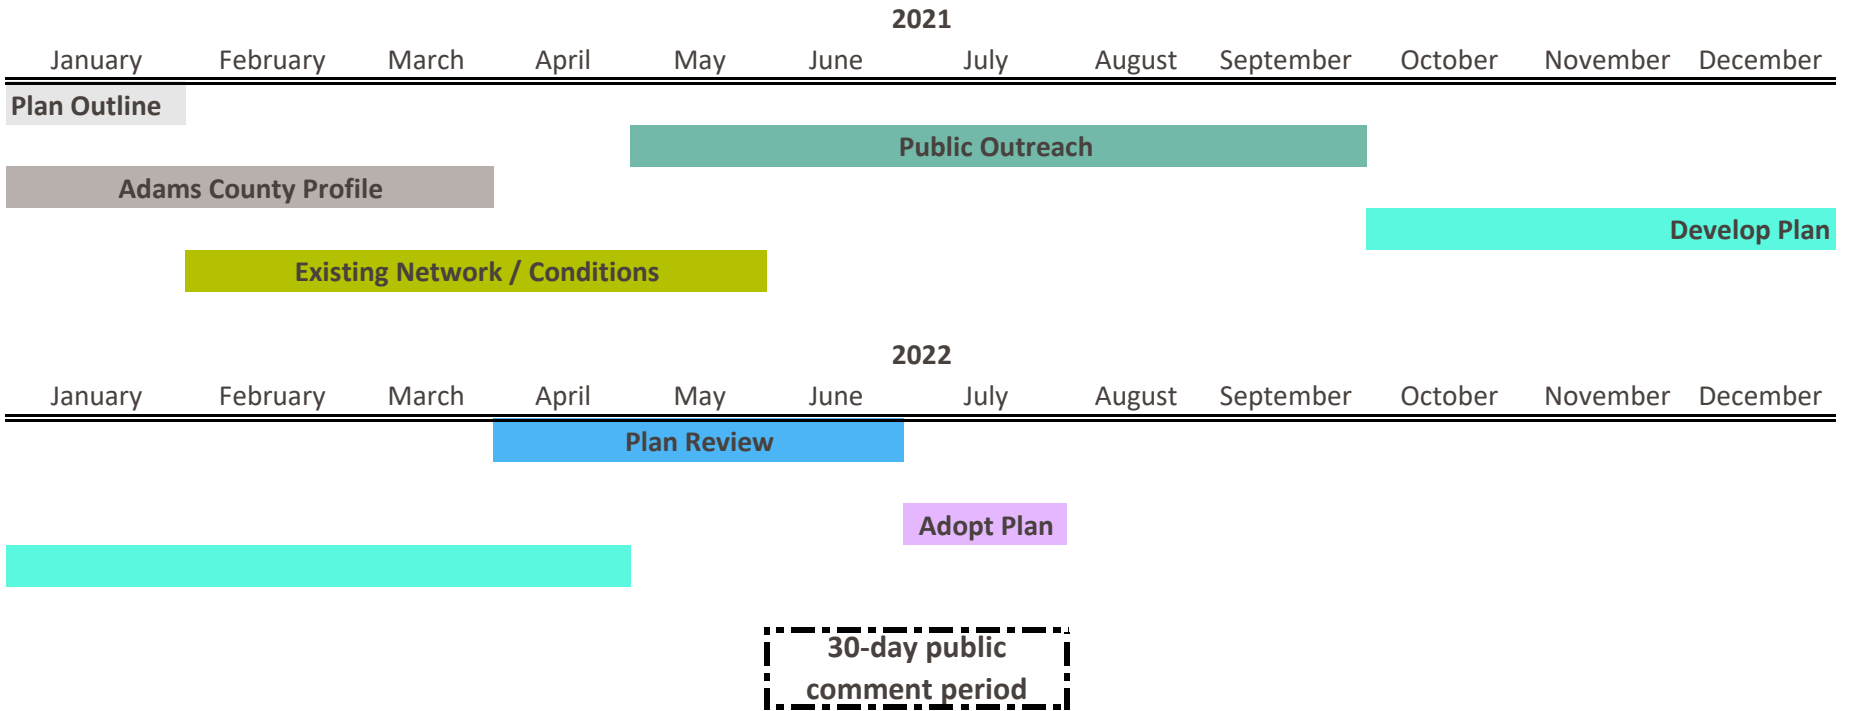 2021
January February March April May June July August September October November December
Plan Outline
Public Outreach
Adams County Profile
Develop Plan
Existing Network / Conditions
2022
January February March April May June July August September October November December
Plan Review
Adopt Plan
30-day public
comment period